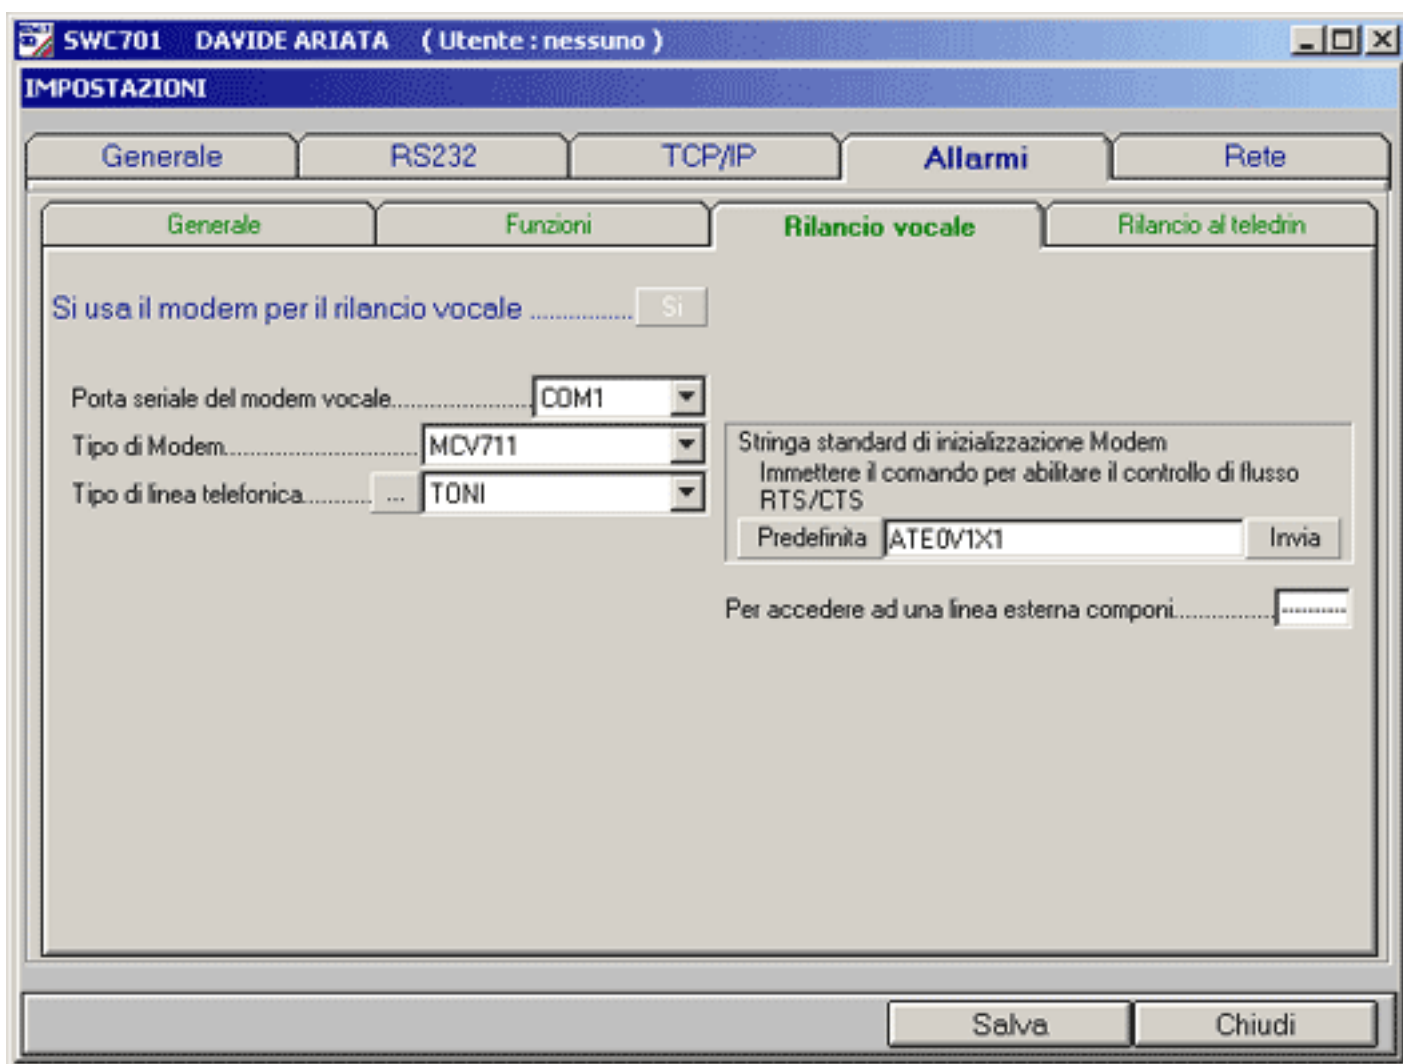 SWC701 DAVIDE ARIATA ( Utente : nessuno )
IMPOSTAZIONI
Generale RS232 TCP/IP Allarmi Rete
Generale Funzioni Rilancio vocale Rilancio al teledrin
Si usa il modem per il rilancio vocale ................. Si
Porta seriale del modem vocale....................... COM1
Tipo di Modem................................ MCV711
Tipo di linea telefonica........... ... TONI
Stringa standard di inizializzazione Modem
Immettere il comando per abilitare il controllo di flusso
RTS/CTS
Predefinita ATE0V1X1 Invia
Per accedere ad una linea esterna componi................. ----------
Salva Chiudi